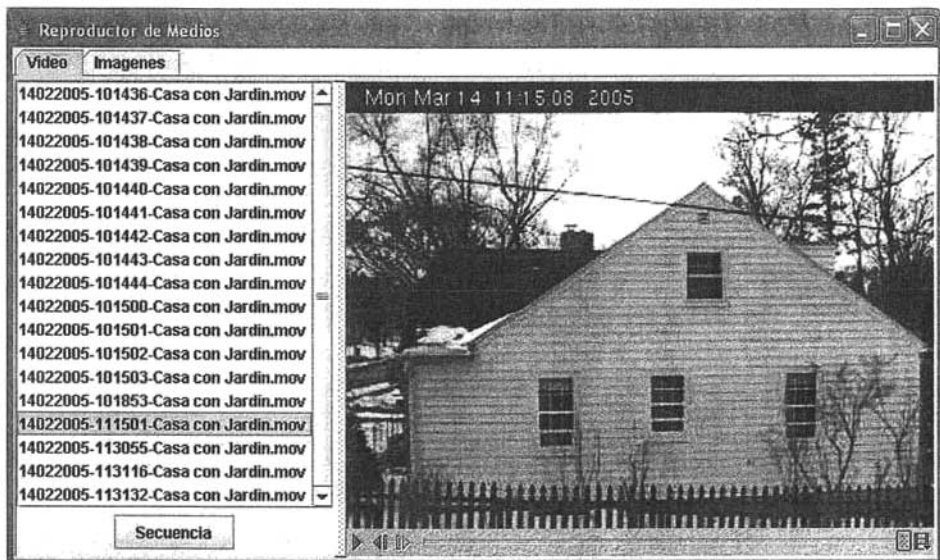 Reproductor de Medios
Video Imagenes
14022005-101436-Casa con Jardin.mov
14022005-101437-Casa con Jardin.mov
14022005-101438-Casa con Jardin.mov
14022005-101439-Casa con Jardin.mov
14022005-101440-Casa con Jardin.mov
14022005-101441-Casa con Jardin.mov
14022005-101442-Casa con Jardin.mov
14022005-101443-Casa con Jardin.mov
14022005-101444-Casa con Jardin.mov
14022005-101500-Casa con Jardin.mov
14022005-101501-Casa con Jardin.mov
14022005-101502-Casa con Jardin.mov
14022005-101503-Casa con Jardin.mov
14022005-101853-Casa con Jardin.mov
14022005-111501-Casa con Jardin.mov
14022005-113055-Casa con Jardin.mov
14022005-113116-Casa con Jardin.mov
14022005-113132-Casa con Jardin.mov
Secuencia
Mon Mar 14 11:15:08 2005